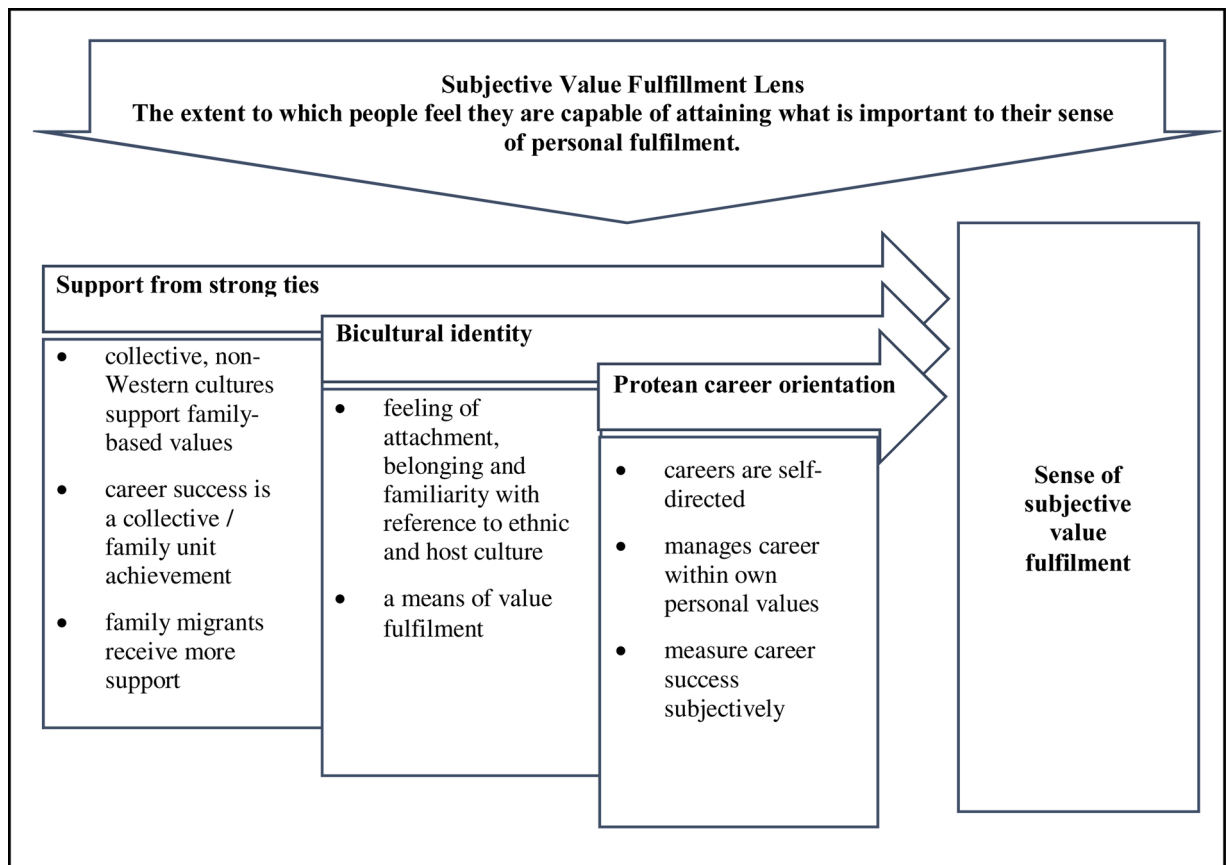 Subjective Value Fulfillment Lens
The extent to which people feel they are capable of attaining what is important to their sense
of personal fulfilment.
Support from strong ties
• collective, non-
Western cultures
support family-
based values
• career success is
a collective /
family unit
achievement
• family migrants
receive more
support
Bicultural identity
• feeling of
attachment,
belonging and
familiarity with
reference to ethnic
and host culture
• a means of value
fulfilment
Protean career orientation
• careers are self-
directed
• manages career
within own
personal values
• measure career
success
subjectively
Sense of
subjective
value
fulfilment